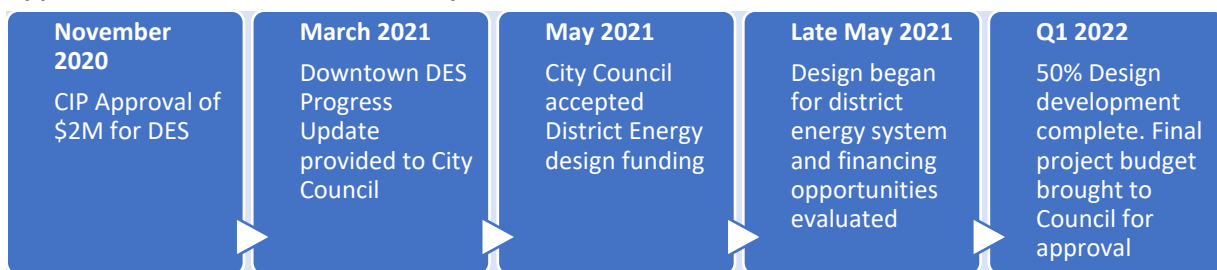 November
2020
CIP Approval of
$2M for DES
March 2021
Downtown DES
Progress
Update
provided to City
Council
May 2021
City Council
accepted
District Energy
design funding
Late May 2021
Design began
for district
energy system
and financing
opportunities
evaluated
Q1 2022
50% Design
development
complete. Final
project budget
brought to
Council for
approval